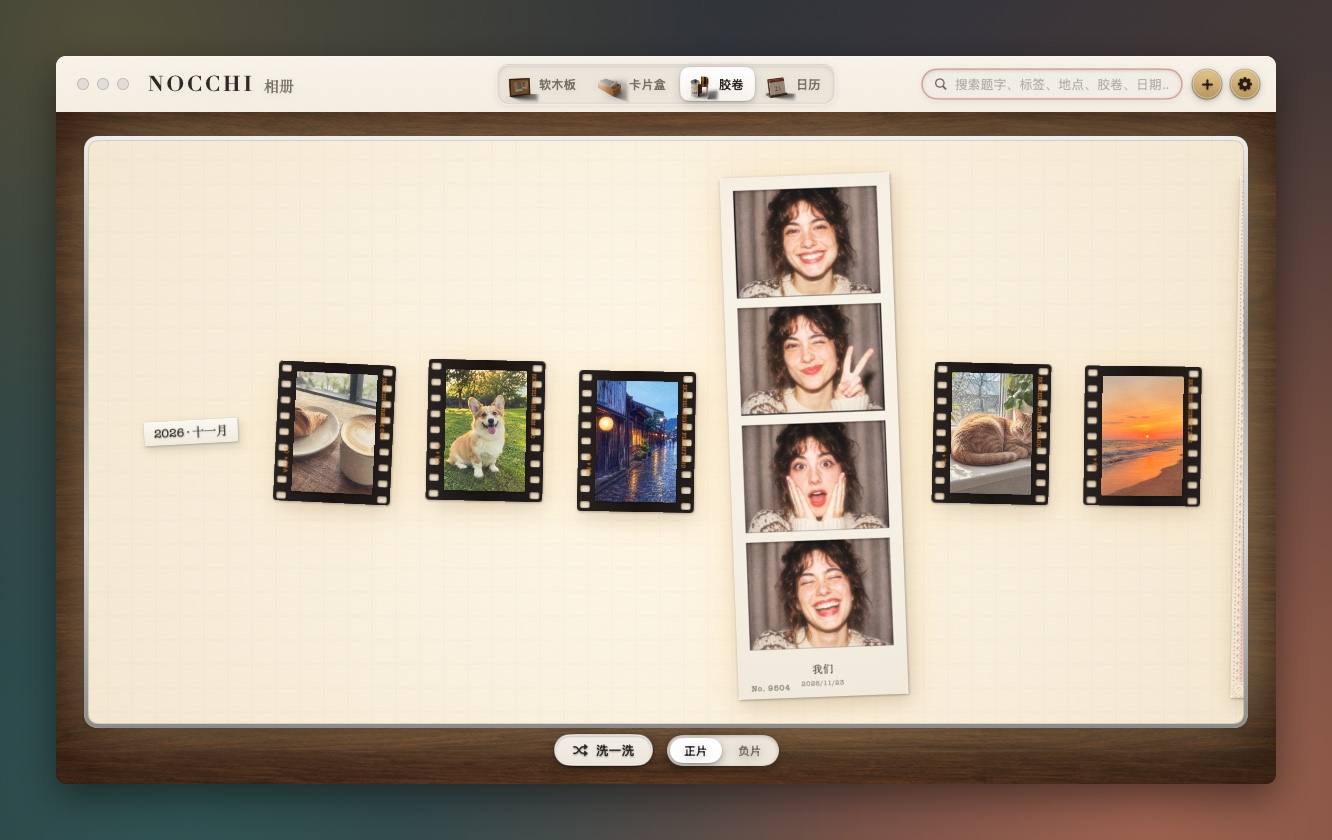 NOCCHI 相册
软木板
卡片盒
胶卷
日历
搜索题字、标签、地点、胶卷、日期..
2026 · 十一月
我们
No. 9604 2026/11/23
洗一洗
正片
负片